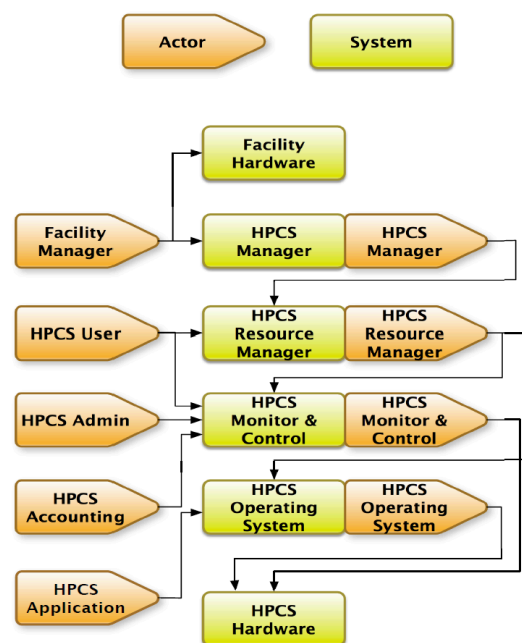 Actor
System
Facility
Hardware
Facility
Manager
HPCS
Manager
HPCS
Manager
HPCS User
HPCS
Resource
Manager
HPCS
Resource
Manager
HPCS Admin
HPCS
Monitor &
Control
HPCS
Monitor &
Control
HPCS
Accounting
HPCS
Operating
System
HPCS
Operating
System
HPCS
Application
HPCS
Hardware